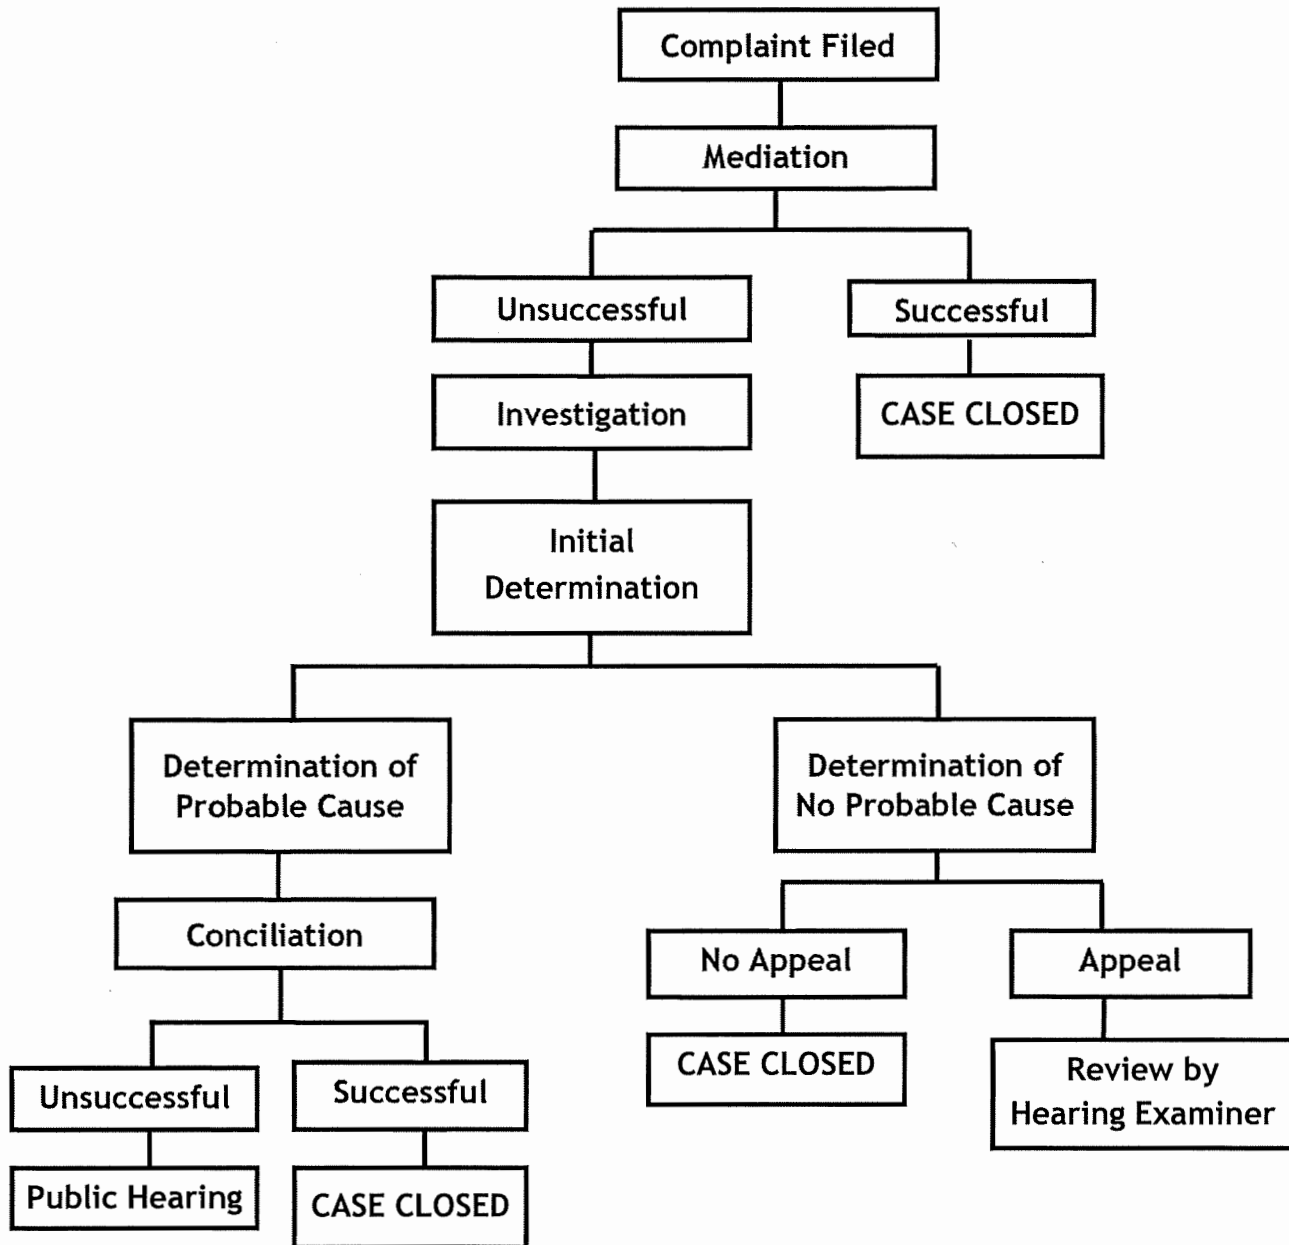 Complaint Filed
Mediation
Unsuccessful
Successful
Investigation
CASE CLOSED
Initial
Determination
Determination of
Probable Cause
Determination of
No Probable Cause
Conciliation
No Appeal
Appeal
CASE CLOSED
Review by
Hearing Examiner
Unsuccessful
Successful
Public Hearing
CASE CLOSED